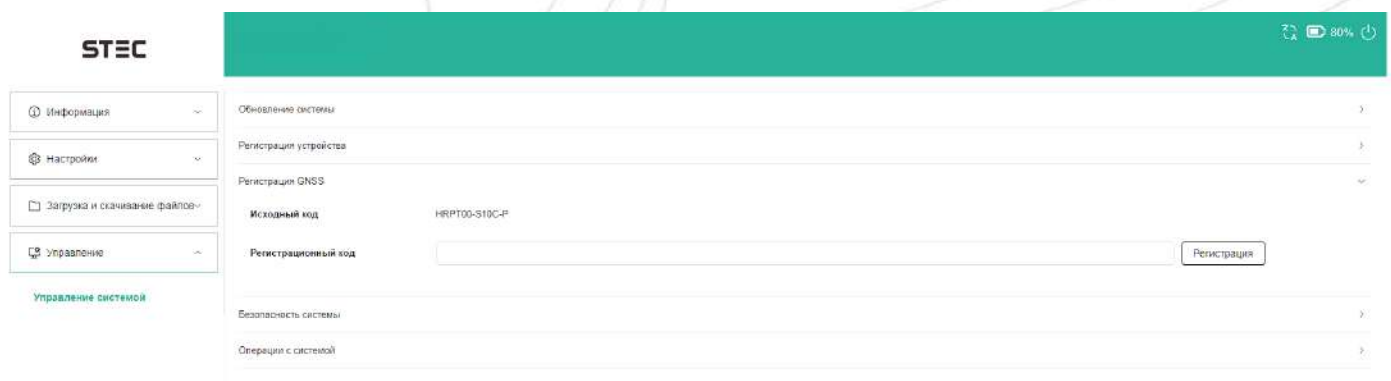 STEC
80%
Информация
Настройки
Загрузка и скачивание файлов
Управление
Управление системой
Обновление системы
Регистрация устройства
Регистрация GNSS
Исходный код
HRPT00-S10C-P
Регистрационный код
Регистрация
Безопасность системы
Операции с системой